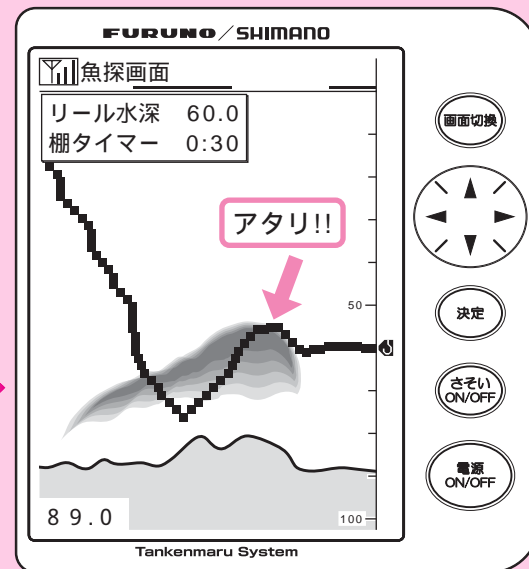 FURUNO/SHIMANO
魚探画面
リール水深 60.0
棚タイマー 0:30
アタリ!!
50
100
89.0
Tankenmaru System
画面切換
決定
さそい
ON/OFF
電源
ON/OFF